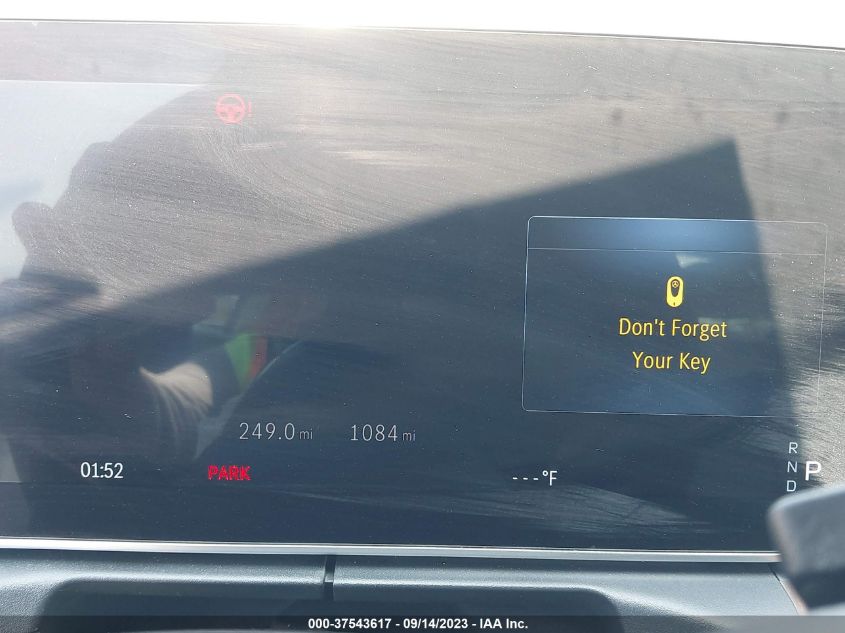 Don't Forget
Your Key
249.0 mi 1084 mi
01:52 PARK ---°F
R
N P
D
000-37543617 - 09/14/2023 - IAA Inc.